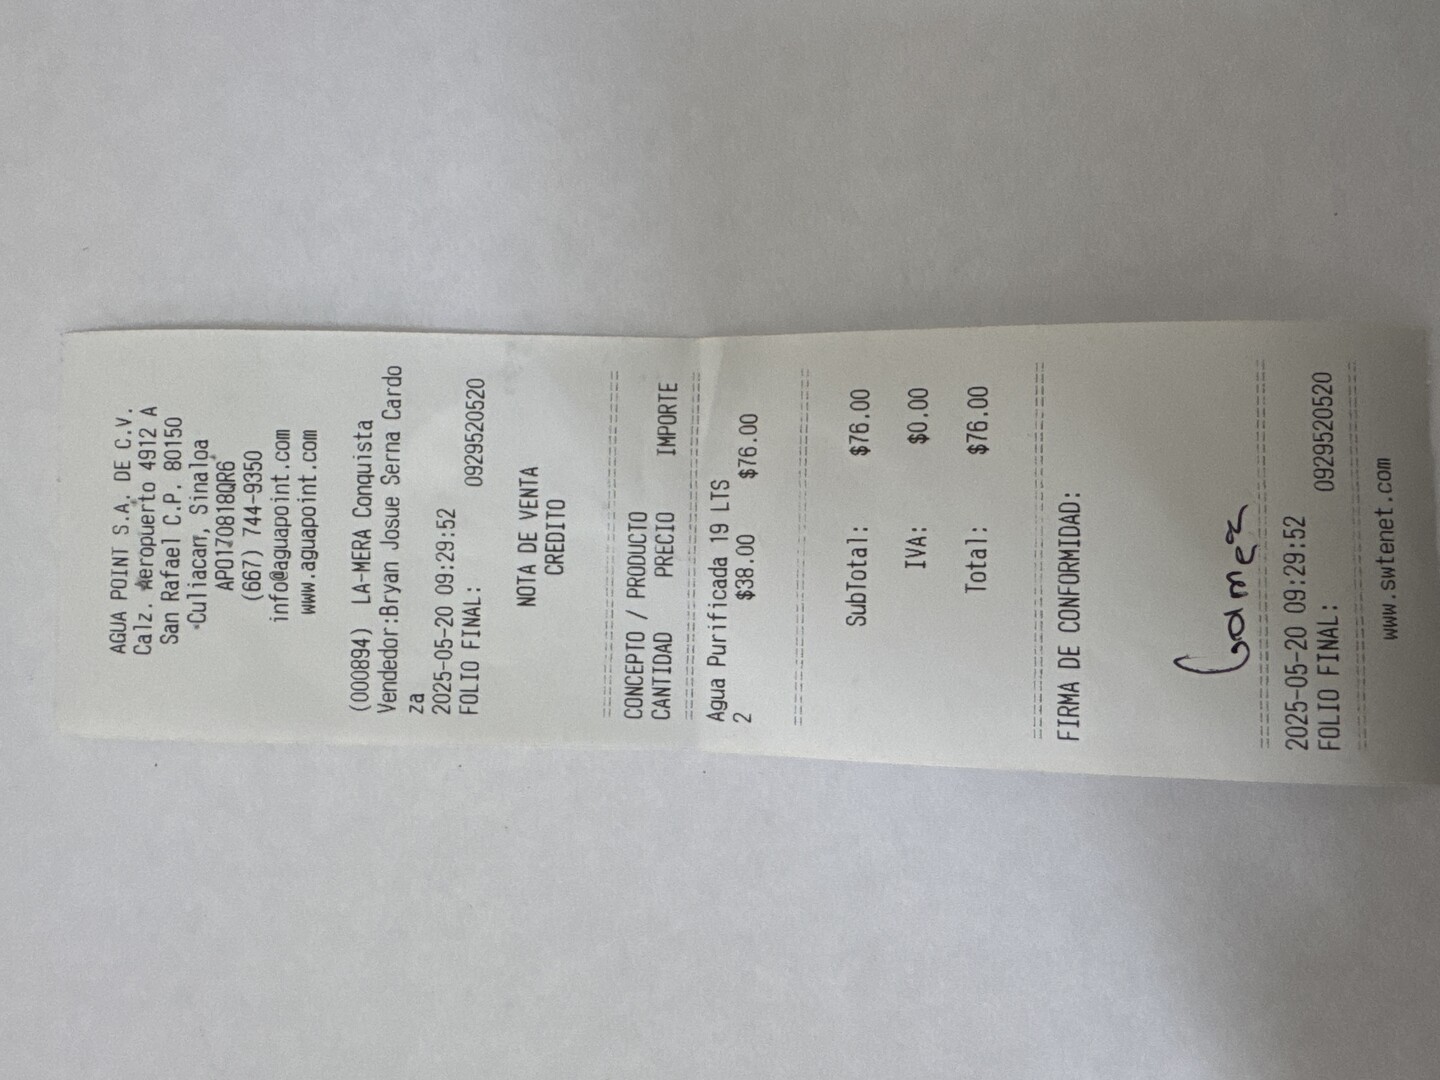 AGUA POINT S.A. DE C.V.
Calz. Aeropuerto 4912 A
San Rafael C.P. 80150
Culiacan, Sinaloa
APO170818QR6
(667) 744-9350
info@aguapoint.com
www.aguapoint.com
(000894) LA-MERA Conquista
Vendedor:Bryan Josue Serna Cardo
za
2025-05-20 09:29:52
FOLIO FINAL: 0929520520
NOTA DE VENTA
CREDITO
CONCEPTO / PRODUCTO
CANTIDAD PRECIO IMPORTE
Agua Purificada 19 LTS
2 $38.00 $76.00
SubTotal: $76.00
IVA: $0.00
Total: $76.00
FIRMA DE CONFORMIDAD:
Gamez
2025-05-20 09:29:52
FOLIO FINAL: 0929520520
www.swtenet.com